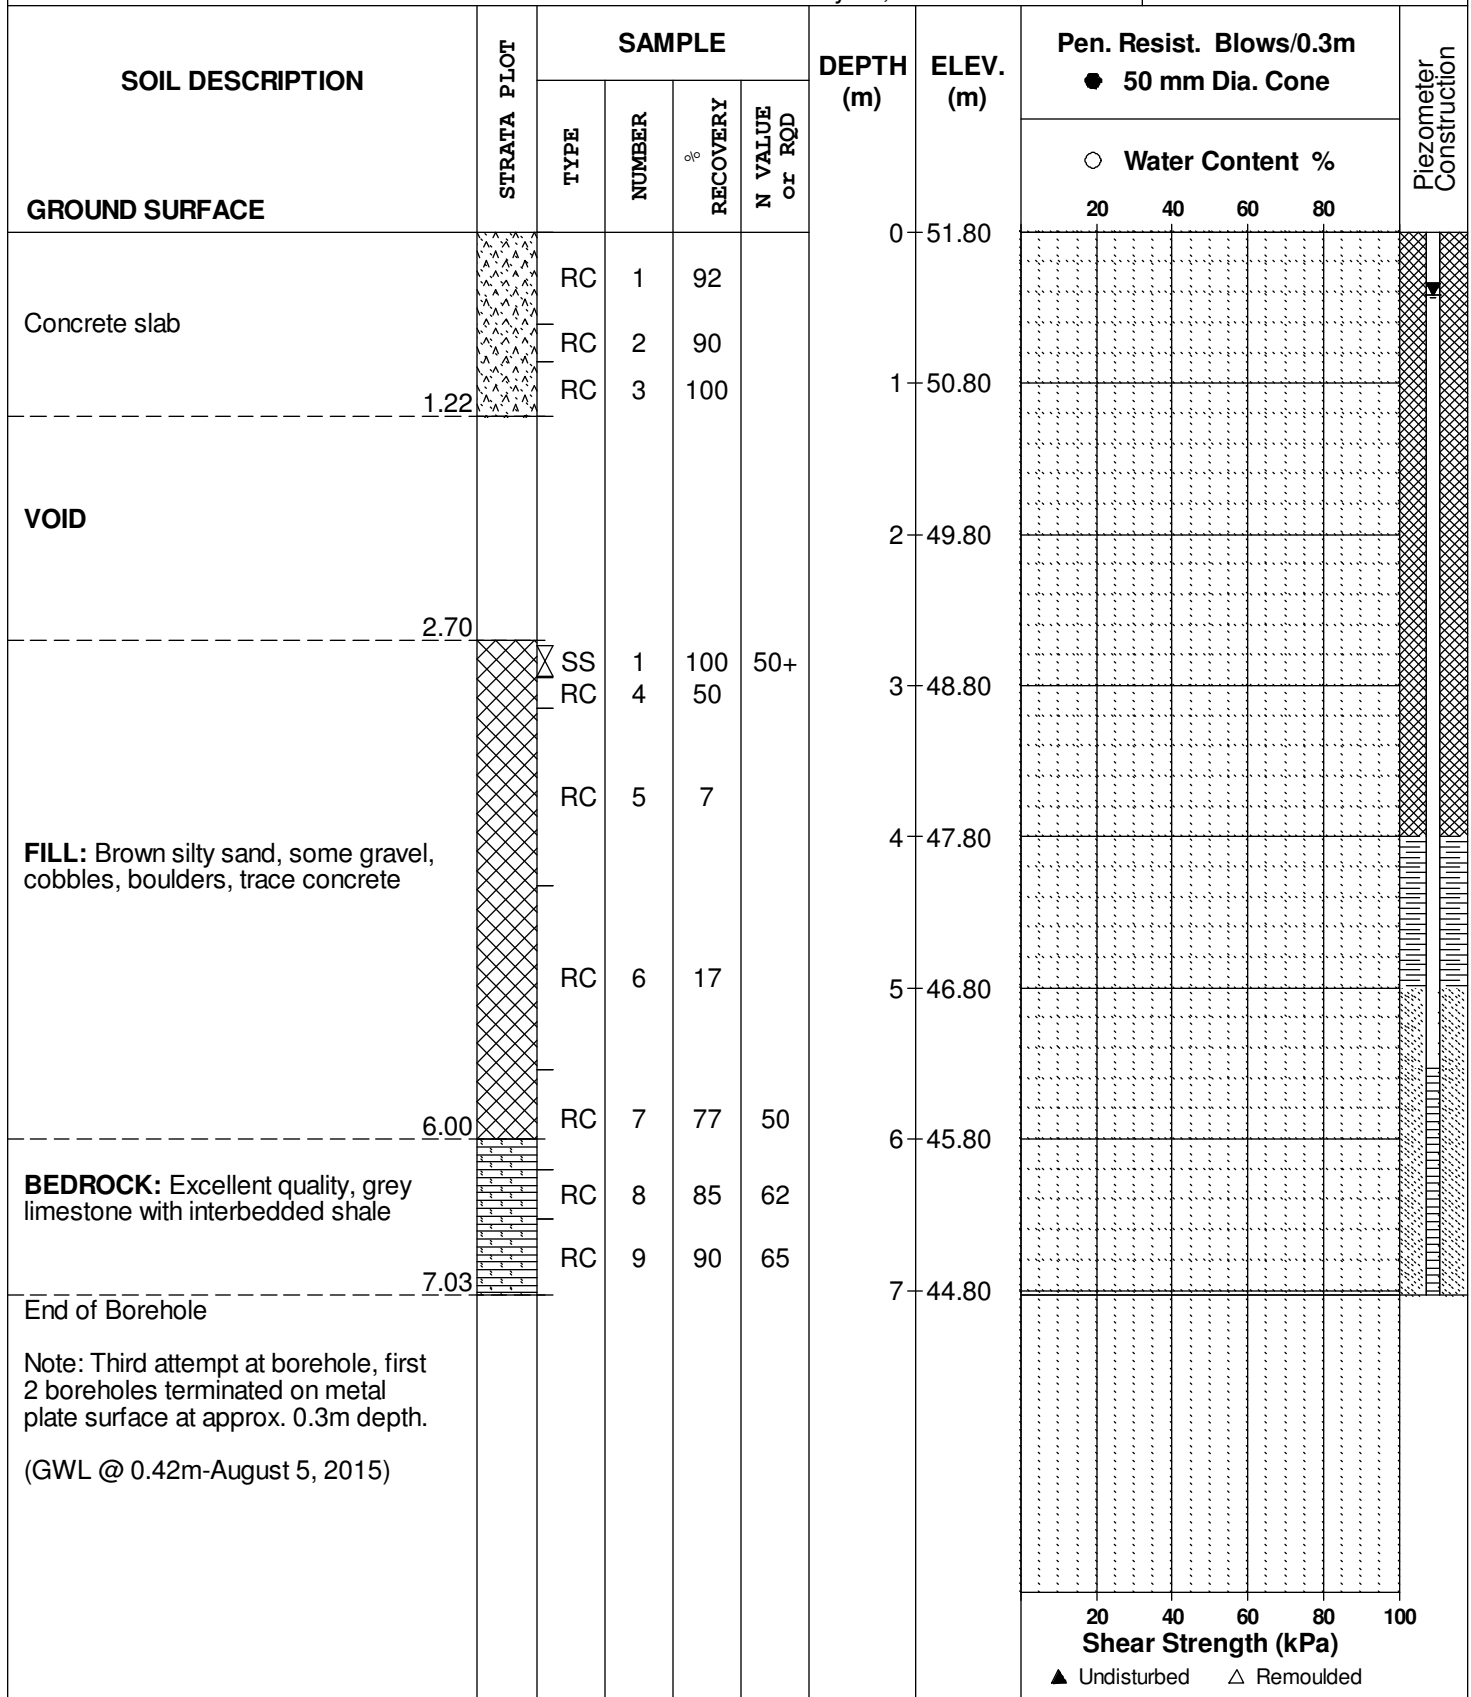 SOIL DESCRIPTION
GROUND SURFACE
STRATA PLOT
SAMPLE
TYPE
NUMBER
%
RECOVERY
N VALUE
or RQD
DEPTH
(m)
ELEV.
(m)
Pen. Resist. Blows/0.3m
● 50 mm Dia. Cone
○ Water Content %
20 40 60 80
Piezometer
Construction
0 51.80
RC 1 92
Concrete slab
RC 2 90
1 50.80
RC 3 100
1.22
VOID
2 49.80
2.70
SS 1 100 50+
3 48.80
RC 4 50
RC 5 7
4 47.80
FILL: Brown silty sand, some gravel,
cobbles, boulders, trace concrete
RC 6 17
5 46.80
RC 7 77 50
6.00
6 45.80
BEDROCK: Excellent quality, grey
limestone with interbedded shale
RC 8 85 62
RC 9 90 65
7.03
7 44.80
End of Borehole
Note: Third attempt at borehole, first
2 boreholes terminated on metal
plate surface at approx. 0.3m depth.
(GWL @ 0.42m-August 5, 2015)
20 40 60 80 100
Shear Strength (kPa)
▲ Undisturbed △ Remoulded